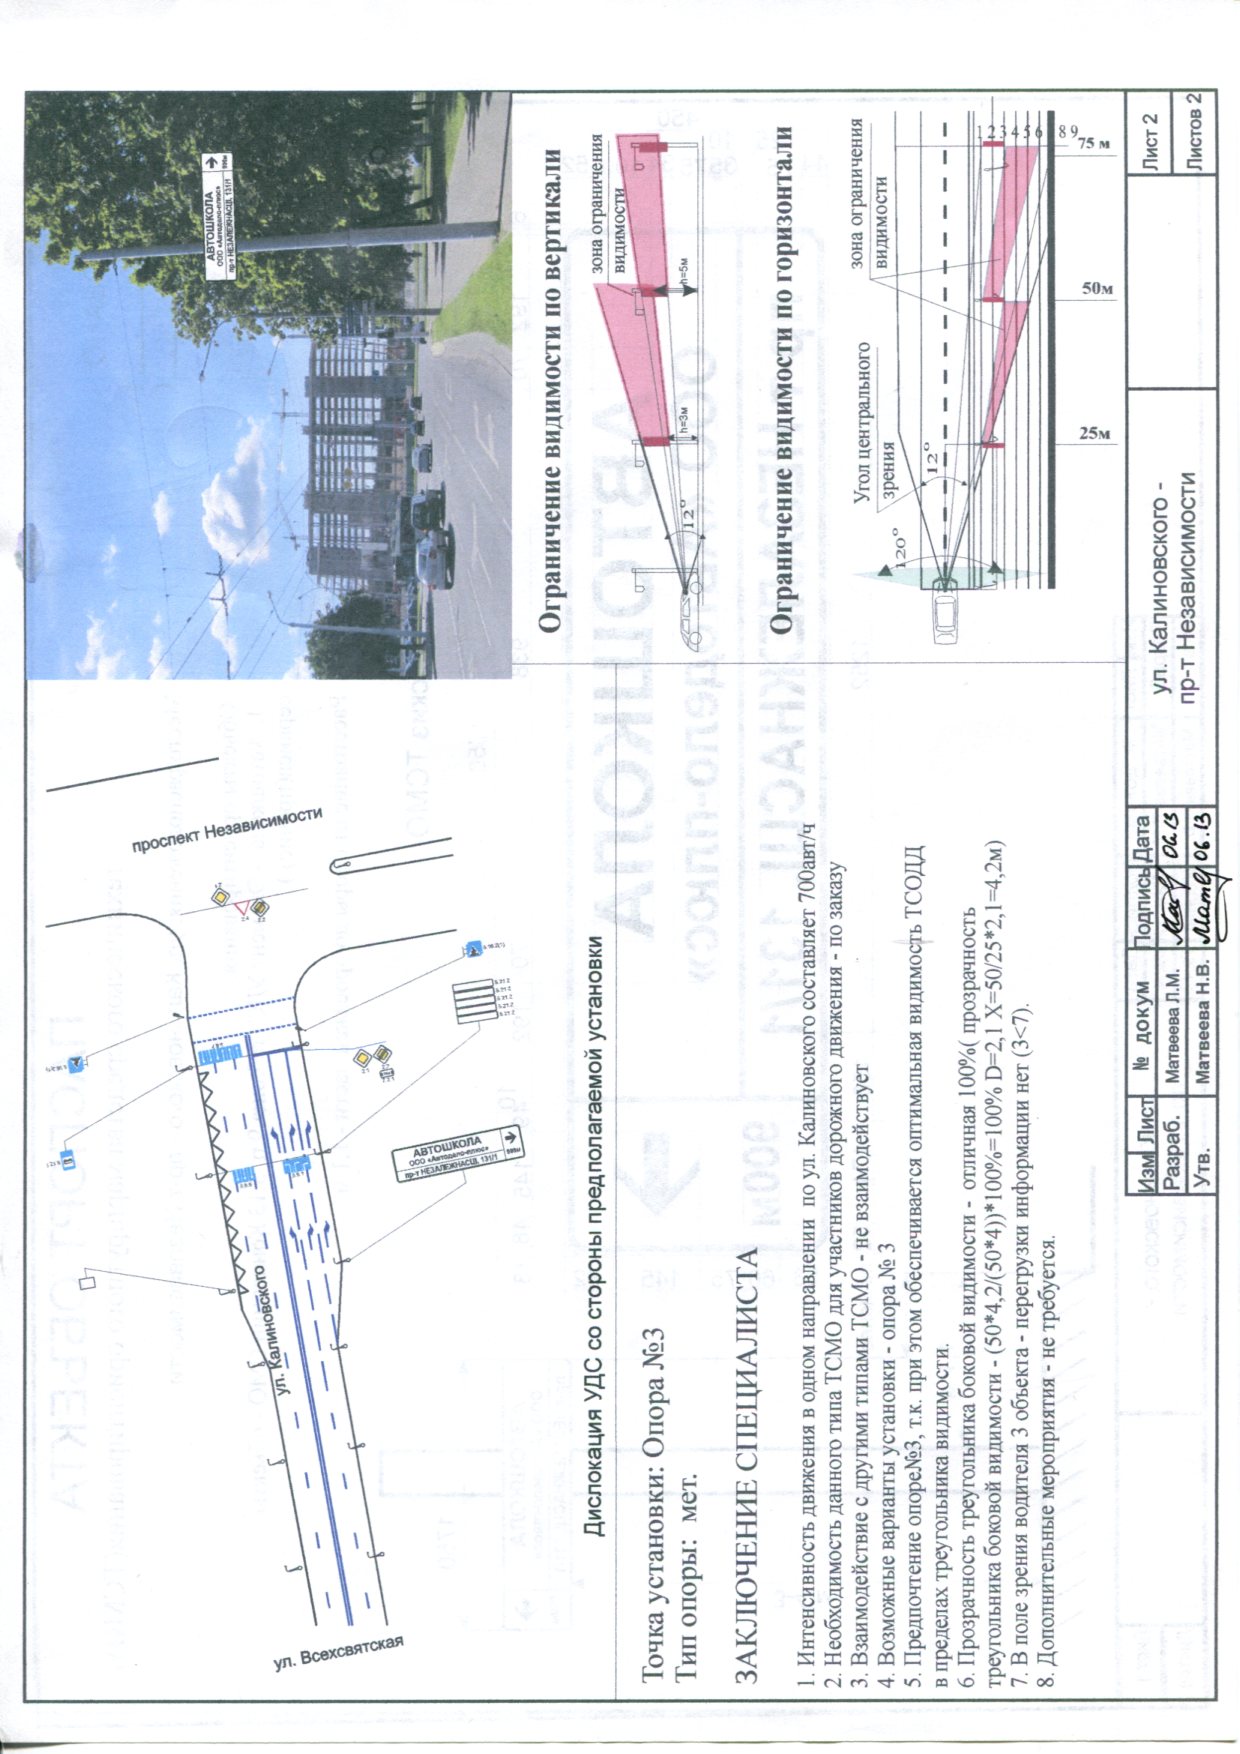 проспект Независимости
ул. Калиновского
ул. Всехсвятская
АВТОШКОЛА
ООО «Автодело-плюс»
пр-т НЕЗАЛЕЖНАСЦІ, 131/1
900м
Дислокация УДС со стороны предполагаемой установки
АВТОШКОЛА
ООО «Автодело-плюс»
пр-т НЕЗАЛЕЖНАСЦІ, 131/1
900м
Точка установки: Опора №3
Тип опоры: мет.
ЗАКЛЮЧЕНИЕ СПЕЦИАЛИСТА
1. Интенсивность движения в одном направлении по ул. Калиновского составляет 700авт/ч
2. Необходимость данного типа ТСМО для участников дорожного движения - по заказу
3. Взаимодействие с другими типами ТСМО - не взаимодействует
4. Возможные варианты установки - опора № 3
5. Предпочтение опоре№3, т.к. при этом обеспечивается оптимальная видимость ТСОДД
в пределах треугольника видимости.
6. Прозрачность треугольника боковой видимости - отличная 100%( прозрачность
треугольника боковой видимости - (50*4,2/(50*4))*100%=100% D=2,1 X=50/25*2,1=4,2м)
7. В поле зрения водителя 3 объекта - перегрузки информации нет (3<7).
8. Дополнительные мероприятия - не требуется.
Ограничение видимости по вертикали
зона ограничения
видимости
12°
h=3м
h=5м
Ограничение видимости по горизонтали
Угол центрального
зрения
зона ограничения
видимости
120°
12°
1 2 3 4 5 6 8 9
25м
50м
75 м
Изм Лист № докум Подпись Дата
Разраб. Матвеева Л.М. 06.13
Утв. Матвеева Н.В. 06.13
ул. Калиновского -
пр-т Независимости
Лист 2
Листов 2